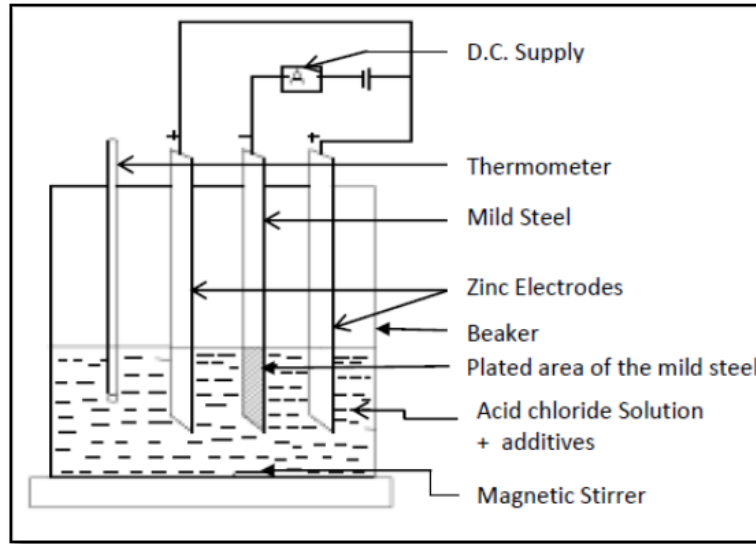 D.C. Supply
A
+
−
+
Thermometer
Mild Steel
Zinc Electrodes
Beaker
Plated area of the mild steel
Acid chloride Solution
+ additives
Magnetic Stirrer